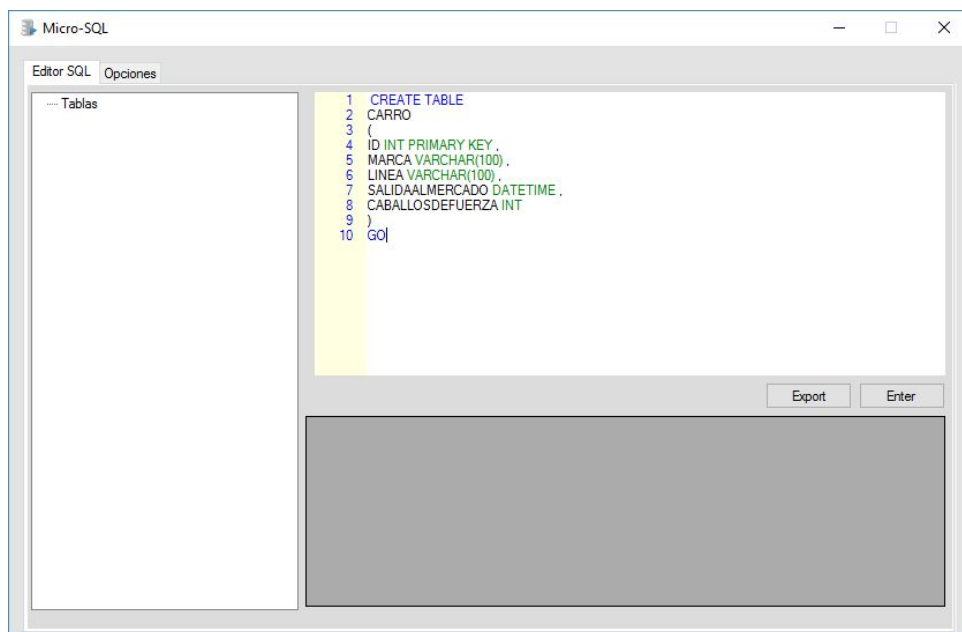 Micro-SQL
Editor SQL Opciones
Tablas
1 CREATE TABLE
2 CARRO
3 (
4 ID INT PRIMARY KEY ,
5 MARCA VARCHAR(100) ,
6 LINEA VARCHAR(100) ,
7 SALIDAALMERCADO DATETIME ,
8 CABALLOSDEFUERZA INT
9 )
10 GO
Export Enter